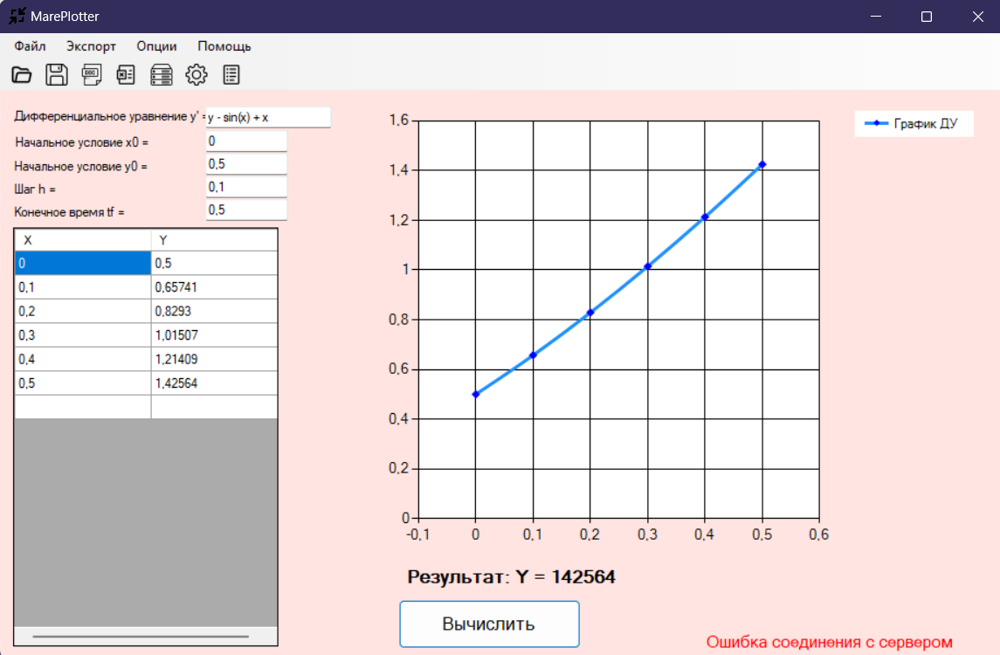 MarePlotter
Файл Экспорт Опции Помощь
DOC
Дифференциальное уравнение y' = y - sin(x) + x
Начальное условие x0 = 0
Начальное условие y0 = 0,5
Шаг h = 0,1
Конечное время tf = 0,5
X Y
0 0,5
0,1 0,65741
0,2 0,8293
0,3 1,01507
0,4 1,21409
0,5 1,42564
1,6
1,4
1,2
1
0,8
0,6
0,4
0,2
0
-0,1 0 0,1 0,2 0,3 0,4 0,5 0,6
График ДУ
Результат: Y = 142564
Вычислить
Ошибка соединения с сервером